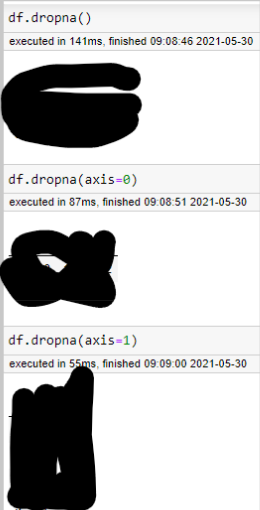 df.dropna()
executed in 141ms, finished 09:08:46 2021-05-30
df.dropna(axis=0)
executed in 87ms, finished 09:08:51 2021-05-30
df.dropna(axis=1)
executed in 55ms, finished 09:09:00 2021-05-30